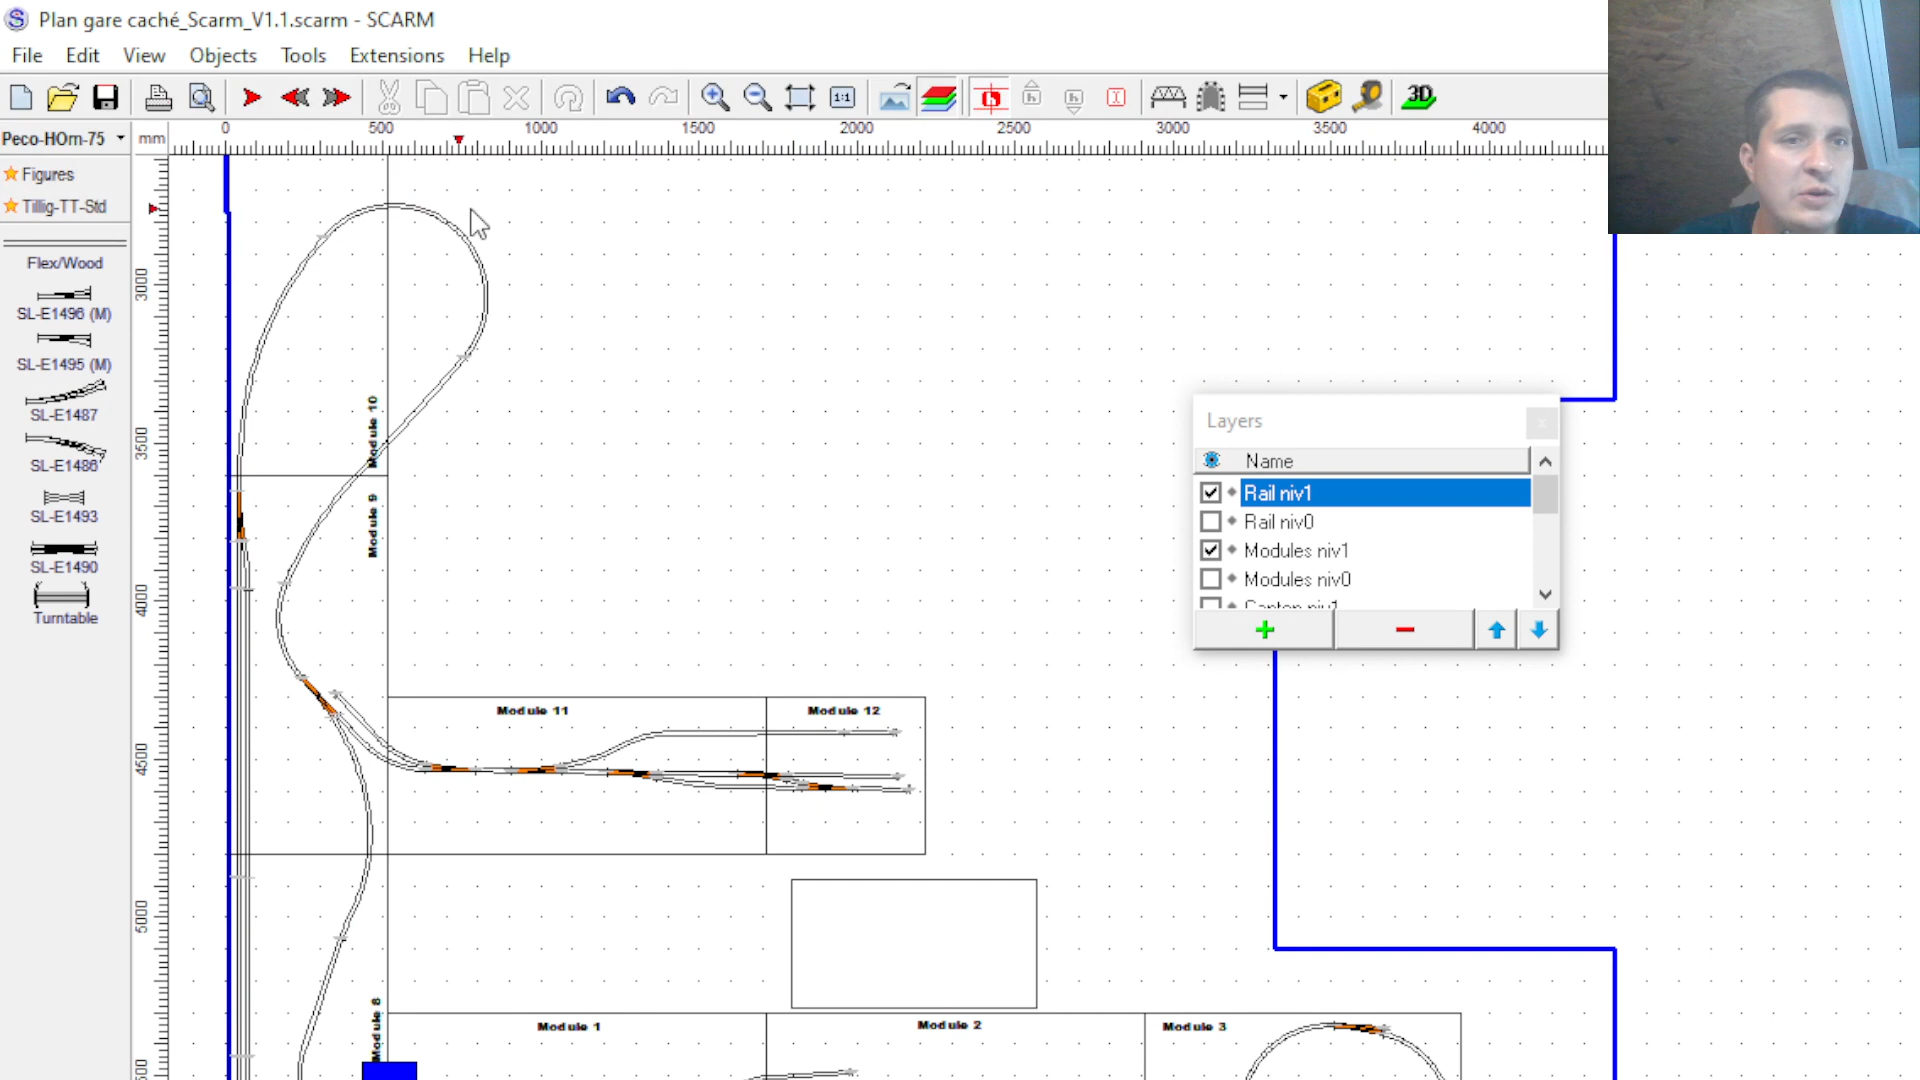 Plan gare caché_Scarm_V1.1.scarm - SCARM
File Edit View Objects Tools Extensions Help
1:1
3D
Peco-H0m-75
mm
0 500 1000 1500 2000 2500 3000 3500 4000
Figures
Tillig-TT-Std
Flex/Wood
SL-E1496 (M)
SL-E1495 (M)
SL-E1487
SL-E1486
SL-E1493
SL-E1490
Turntable
3000
3500
4000
4500
5000
Module 10
Module 9
Module 8
Module 11
Module 12
Module 1
Module 2
Module 3
Layers
Name
Rail niv1
Rail niv0
Modules niv1
Modules niv0